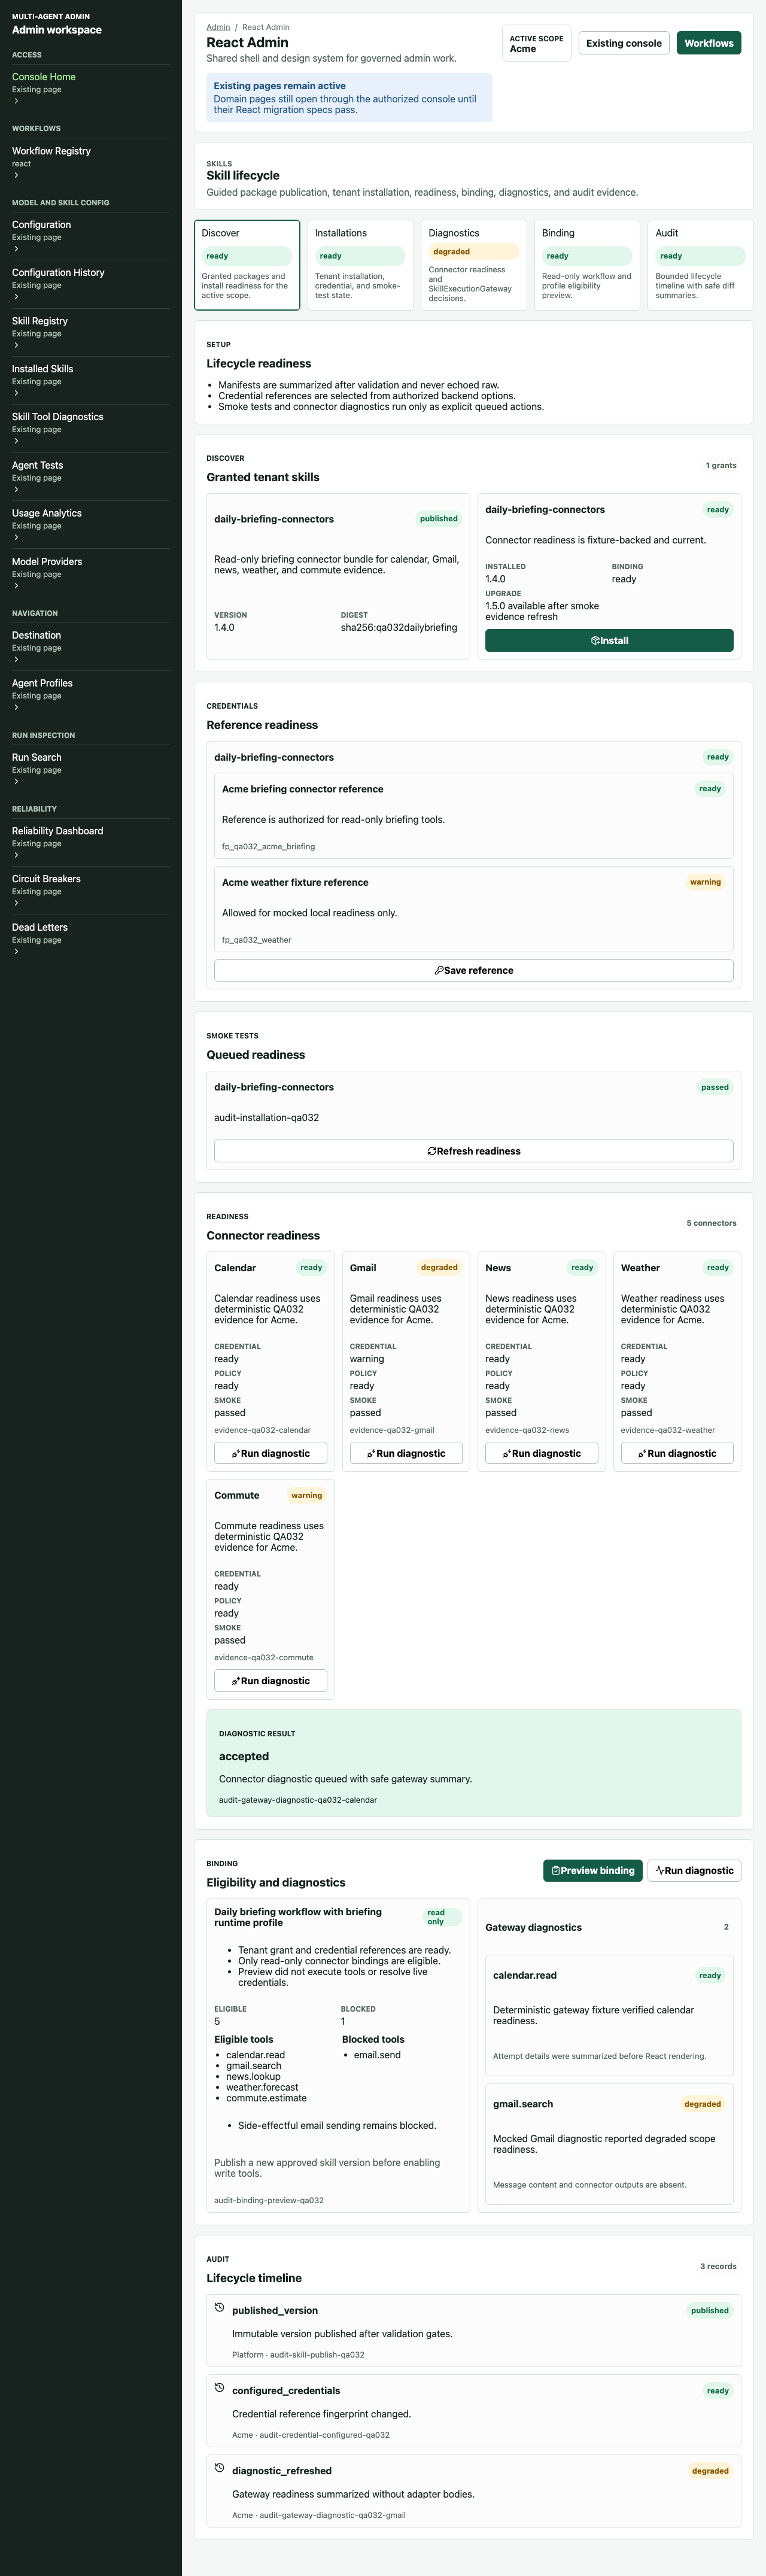 MULTI-AGENT ADMIN
Admin workspace
ACCESS
Console Home
Existing page
WORKFLOWS
Workflow Registry
react
MODEL AND SKILL CONFIG
Configuration
Existing page
Configuration History
Existing page
Skill Registry
Existing page
Installed Skills
Existing page
Skill Tool Diagnostics
Existing page
Agent Tests
Existing page
Usage Analytics
Existing page
Model Providers
Existing page
NAVIGATION
Destination
Existing page
Agent Profiles
Existing page
RUN INSPECTION
Run Search
Existing page
RELIABILITY
Reliability Dashboard
Existing page
Circuit Breakers
Existing page
Dead Letters
Existing page
Admin / React Admin
React Admin
Shared shell and design system for governed admin work.
ACTIVE SCOPE
Acme
Existing console
Workflows
Existing pages remain active
Domain pages still open through the authorized console until
their React migration specs pass.
SKILLS
Skill lifecycle
Guided package publication, tenant installation, readiness, binding, diagnostics, and audit evidence.
Discover
ready
Granted packages and
install readiness for the
active scope.
Installations
ready
Tenant installation,
credential, and smoke-
test state.
Diagnostics
degraded
Connector readiness
and
SkillExecutionGateway
decisions.
Binding
ready
Read-only workflow and
profile eligibility
preview.
Audit
ready
Bounded lifecycle
timeline with safe diff
summaries.
SETUP
Lifecycle readiness
• Manifests are summarized after validation and never echoed raw.
• Credential references are selected from authorized backend options.
• Smoke tests and connector diagnostics run only as explicit queued actions.
DISCOVER
Granted tenant skills
1 grants
daily-briefing-connectors
published
Read-only briefing connector bundle for calendar, Gmail,
news, weather, and commute evidence.
VERSION
1.4.0
DIGEST
sha256:qa032dailybriefing
daily-briefing-connectors
ready
Connector readiness is fixture-backed and current.
INSTALLED
1.4.0
BINDING
ready
UPGRADE
1.5.0 available after smoke
evidence refresh
Install
CREDENTIALS
Reference readiness
daily-briefing-connectors
ready
Acme briefing connector reference
ready
Reference is authorized for read-only briefing tools.
fp_qa032_acme_briefing
Acme weather fixture reference
warning
Allowed for mocked local readiness only.
fp_qa032_weather
Save reference
SMOKE TESTS
Queued readiness
daily-briefing-connectors
passed
audit-installation-qa032
Refresh readiness
READINESS
Connector readiness
5 connectors
Calendar
ready
Calendar readiness uses
deterministic QA032
evidence for Acme.
CREDENTIAL
ready
POLICY
ready
SMOKE
passed
evidence-qa032-calendar
Run diagnostic
Gmail
degraded
Gmail readiness uses
deterministic QA032
evidence for Acme.
CREDENTIAL
warning
POLICY
ready
SMOKE
passed
evidence-qa032-gmail
Run diagnostic
News
ready
News readiness uses
deterministic QA032
evidence for Acme.
CREDENTIAL
ready
POLICY
ready
SMOKE
passed
evidence-qa032-news
Run diagnostic
Weather
ready
Weather readiness uses
deterministic QA032
evidence for Acme.
CREDENTIAL
ready
POLICY
ready
SMOKE
passed
evidence-qa032-weather
Run diagnostic
Commute
warning
Commute readiness uses
deterministic QA032
evidence for Acme.
CREDENTIAL
ready
POLICY
ready
SMOKE
passed
evidence-qa032-commute
Run diagnostic
DIAGNOSTIC RESULT
accepted
Connector diagnostic queued with safe gateway summary.
audit-gateway-diagnostic-qa032-calendar
BINDING
Eligibility and diagnostics
Preview binding
Run diagnostic
Daily briefing workflow with briefing
runtime profile
read
only
• Tenant grant and credential references are ready.
• Only read-only connector bindings are eligible.
• Preview did not execute tools or resolve live
credentials.
ELIGIBLE
5
BLOCKED
1
Eligible tools
• calendar.read
• gmail.search
• news.lookup
• weather.forecast
• commute.estimate
Blocked tools
• email.send
• Side-effectful email sending remains blocked.
Publish a new approved skill version before enabling
write tools.
audit-binding-preview-qa032
Gateway diagnostics
2
calendar.read
ready
Deterministic gateway fixture verified calendar
readiness.
Attempt details were summarized before React rendering.
gmail.search
degraded
Mocked Gmail diagnostic reported degraded scope
readiness.
Message content and connector outputs are absent.
AUDIT
Lifecycle timeline
3 records
published_version
published
Immutable version published after validation gates.
Platform · audit-skill-publish-qa032
configured_credentials
ready
Credential reference fingerprint changed.
Acme · audit-credential-configured-qa032
diagnostic_refreshed
degraded
Gateway readiness summarized without adapter bodies.
Acme · audit-gateway-diagnostic-qa032-gmail